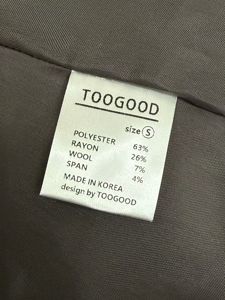 TOOGOOD
size S
POLYESTER 63%
RAYON 26%
WOOL 7%
SPAN 4%
MADE IN KOREA
design by TOOGOOD